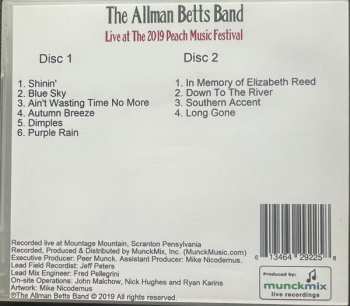 The Allman Betts Band
Live at The 2019 Peach Music Festival
Disc 1
1. Shinin'
2. Blue Sky
3. Ain't Wasting Time No More
4. Autumn Breeze
5. Dimples
6. Purple Rain
Disc 2
1. In Memory of Elizabeth Reed
2. Down To The River
3. Southern Accent
4. Long Gone
Recorded live at Mountage Mountain, Scranton Pensylvania
Recorded, Produced & Distributed by MunckMix, Inc. (MunckMusic.com)
Executive Producer: Peer Munck. Assistant Producer: Mike Nicodemus.
Lead Field Recordist: Jeff Peters
Lead Mix Engineer: Fred Pellegrini
On-site Operations: John Malchow, Nick Hughes and Ryan Karins
Artwork: Mike Nicodemus
©The Allman Betts Band © 2019 All rights reserved.
6 13464 29225 8
Produced by:
munckmix
live recordings